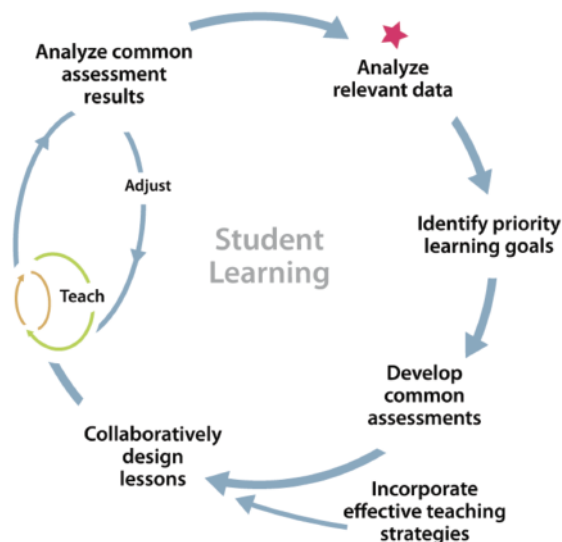 Analyze common
assessment
results
Analyze
relevant data
Adjust
Identify priority
learning goals
Student
Learning
Teach
Develop
common
assessments
Collaboratively
design
lessons
Incorporate
effective teaching
strategies